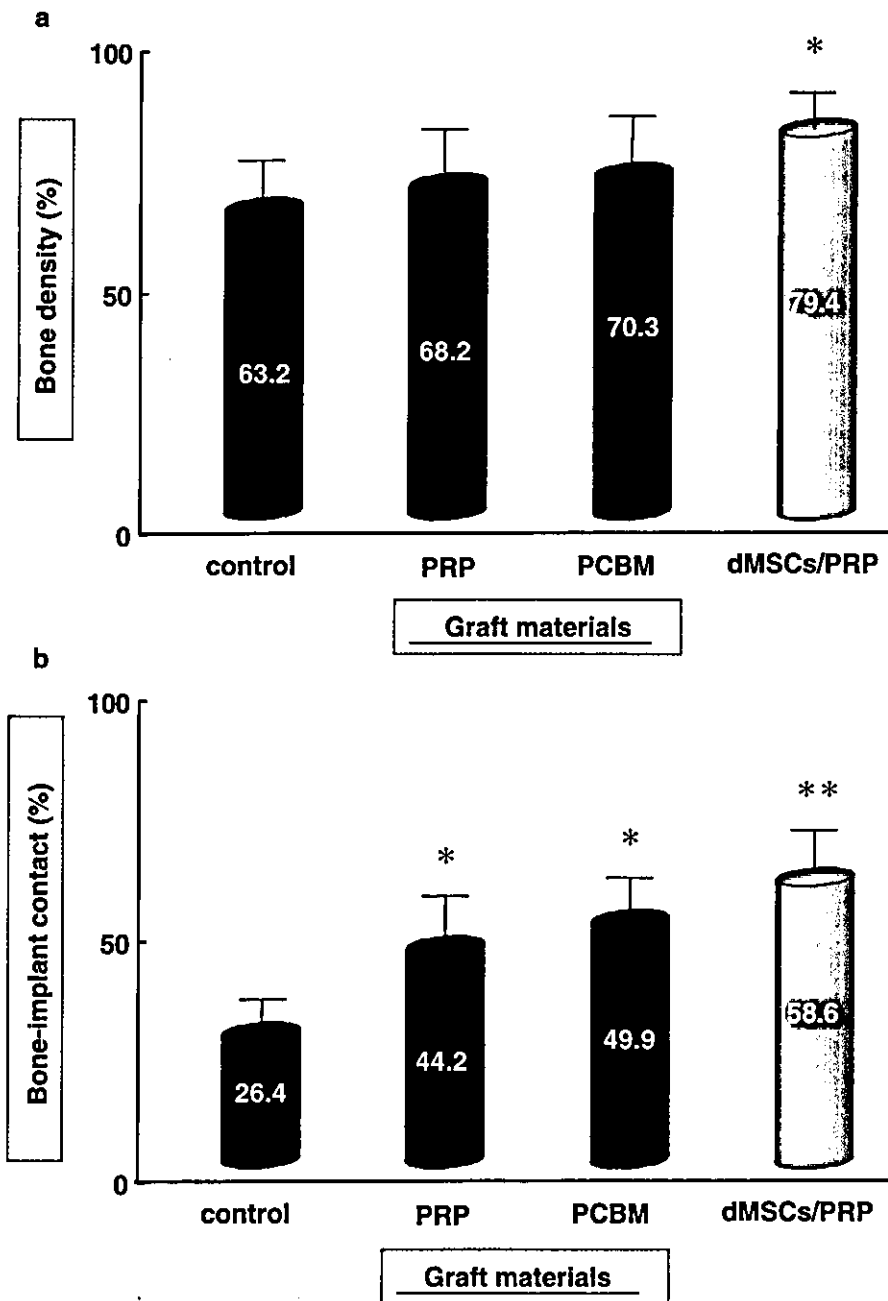 a
*
100
Bone density (%)
50
63.2
68.2
70.3
79.4
0
control PRP PCBM dMSCs/PRP
Graft materials
b
100
Bone-implant contact (%)
**
*
*
50
26.4
44.2
49.9
58.6
0
control PRP PCBM dMSCs/PRP
Graft materials